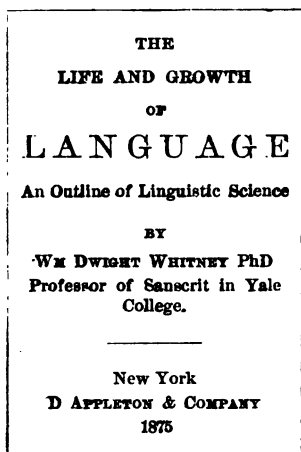 THE
LIFE AND GROWTH
OF
LANGUAGE
An Outline of Linguistic Science
BY
Wm Dwight Whitney PhD
Professor of Sanscrit in Yale
College.
New York
D Appleton & Company
1875